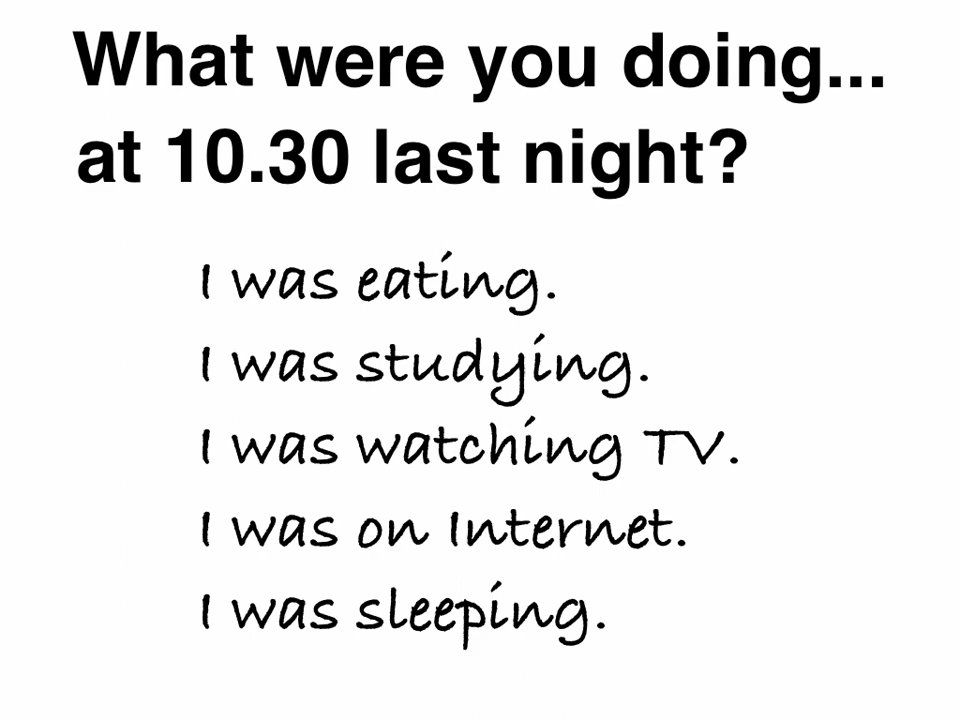 What were you doing...
at 10.30 last night?
I was eating.
I was studying.
I was watching TV.
I was on Internet.
I was sleeping.